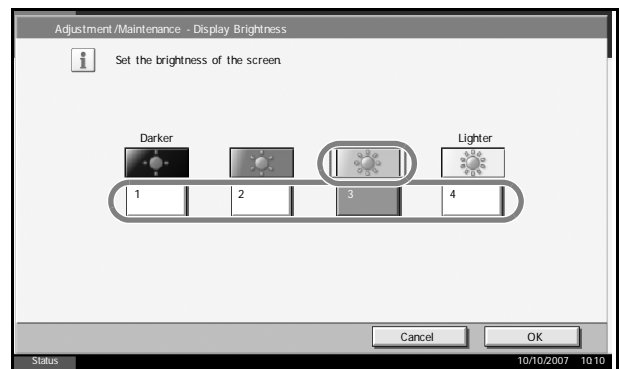 Adjustment/Maintenance - Display Brightness
Set the brightness of the screen.
Darker Lighter
1 2 3 4
Cancel OK
Status 10/10/2007 10:10